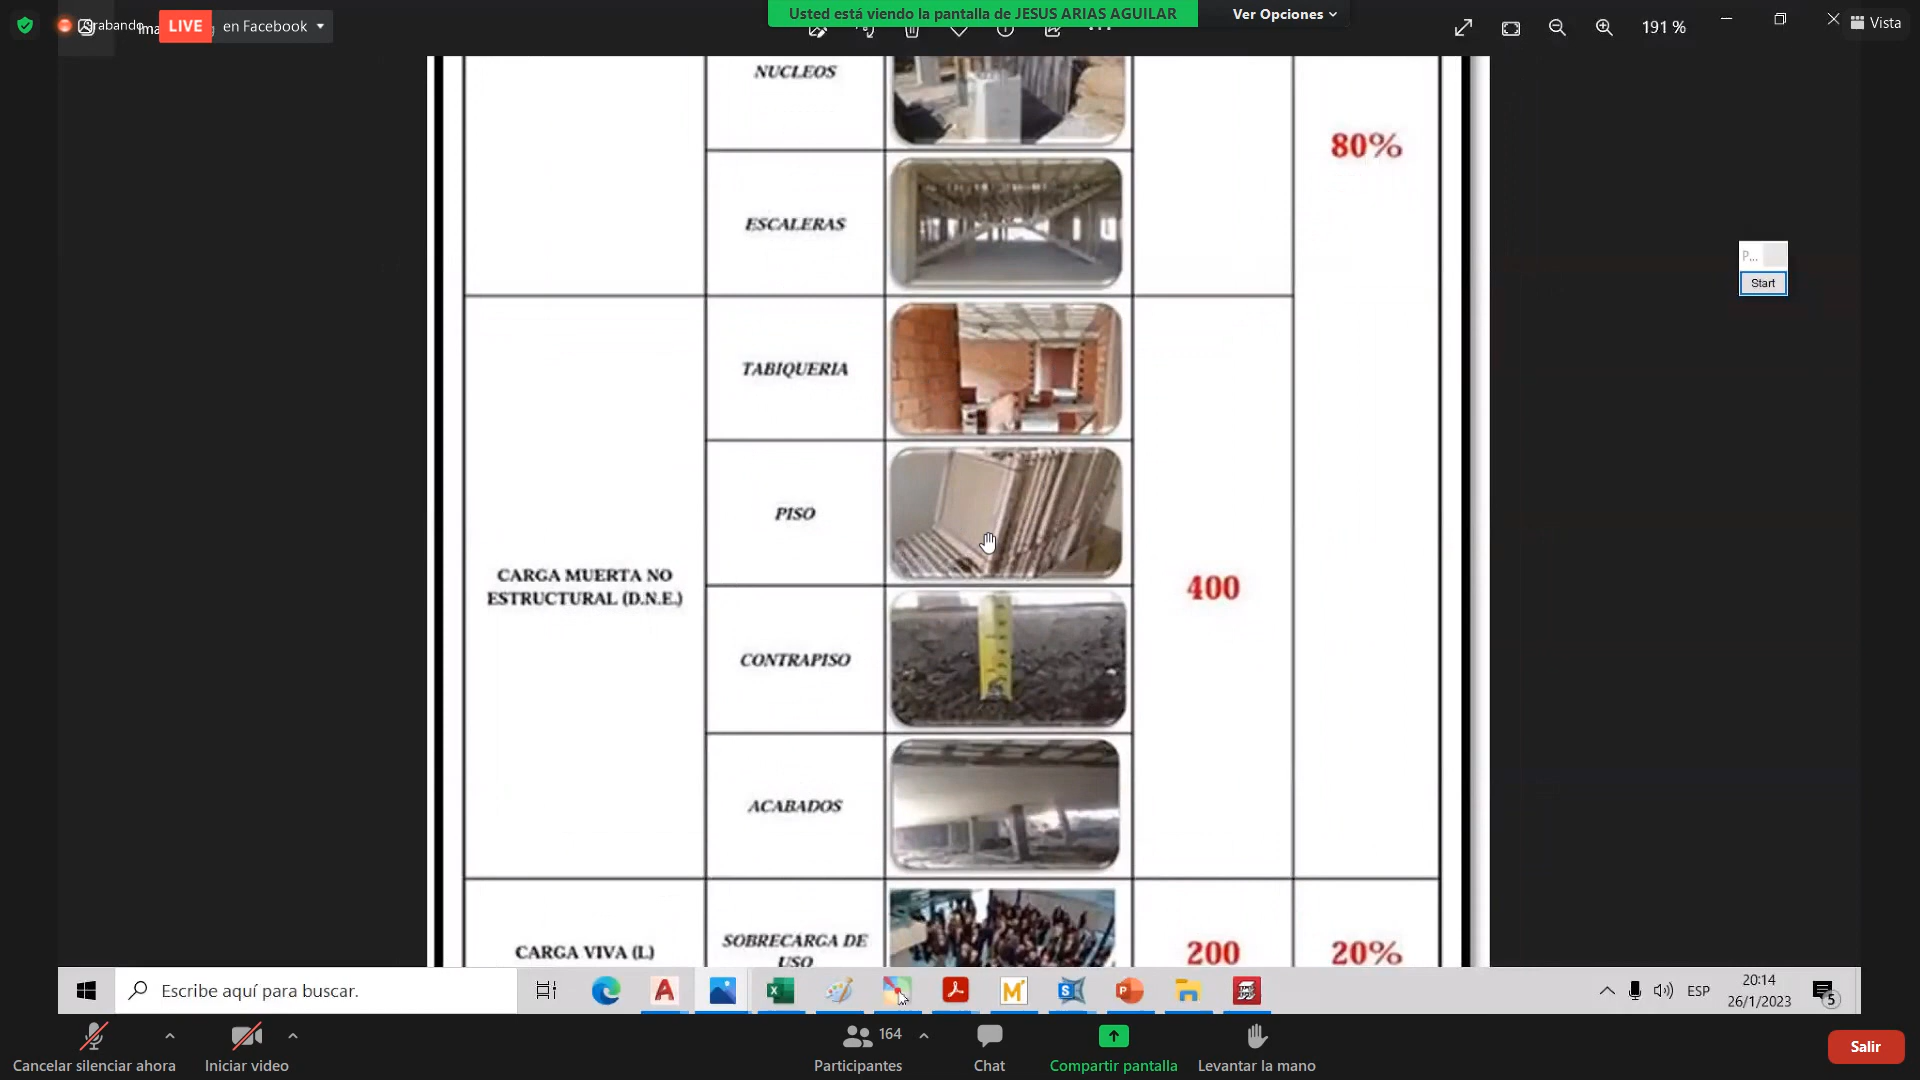 Usted está viendo la pantalla de JESUS ARIAS AGUILAR
Ver Opciones
LIVE
en Facebook
191 %
Vista
NUCLEOS
80%
ESCALERAS
P...
Start
TABIQUERIA
PISO
CARGA MUERTA NO
ESTRUCTURAL (D.N.E.)
400
CONTRAPISO
ACABADOS
CARGA VIVA (L)
SOBRECARGA DE
USO
200
20%
Escribe aquí para buscar.
ESP
20:14
26/1/2023
5
Cancelar silenciar ahora
Iniciar video
164
Participantes
Chat
Compartir pantalla
Levantar la mano
Salir